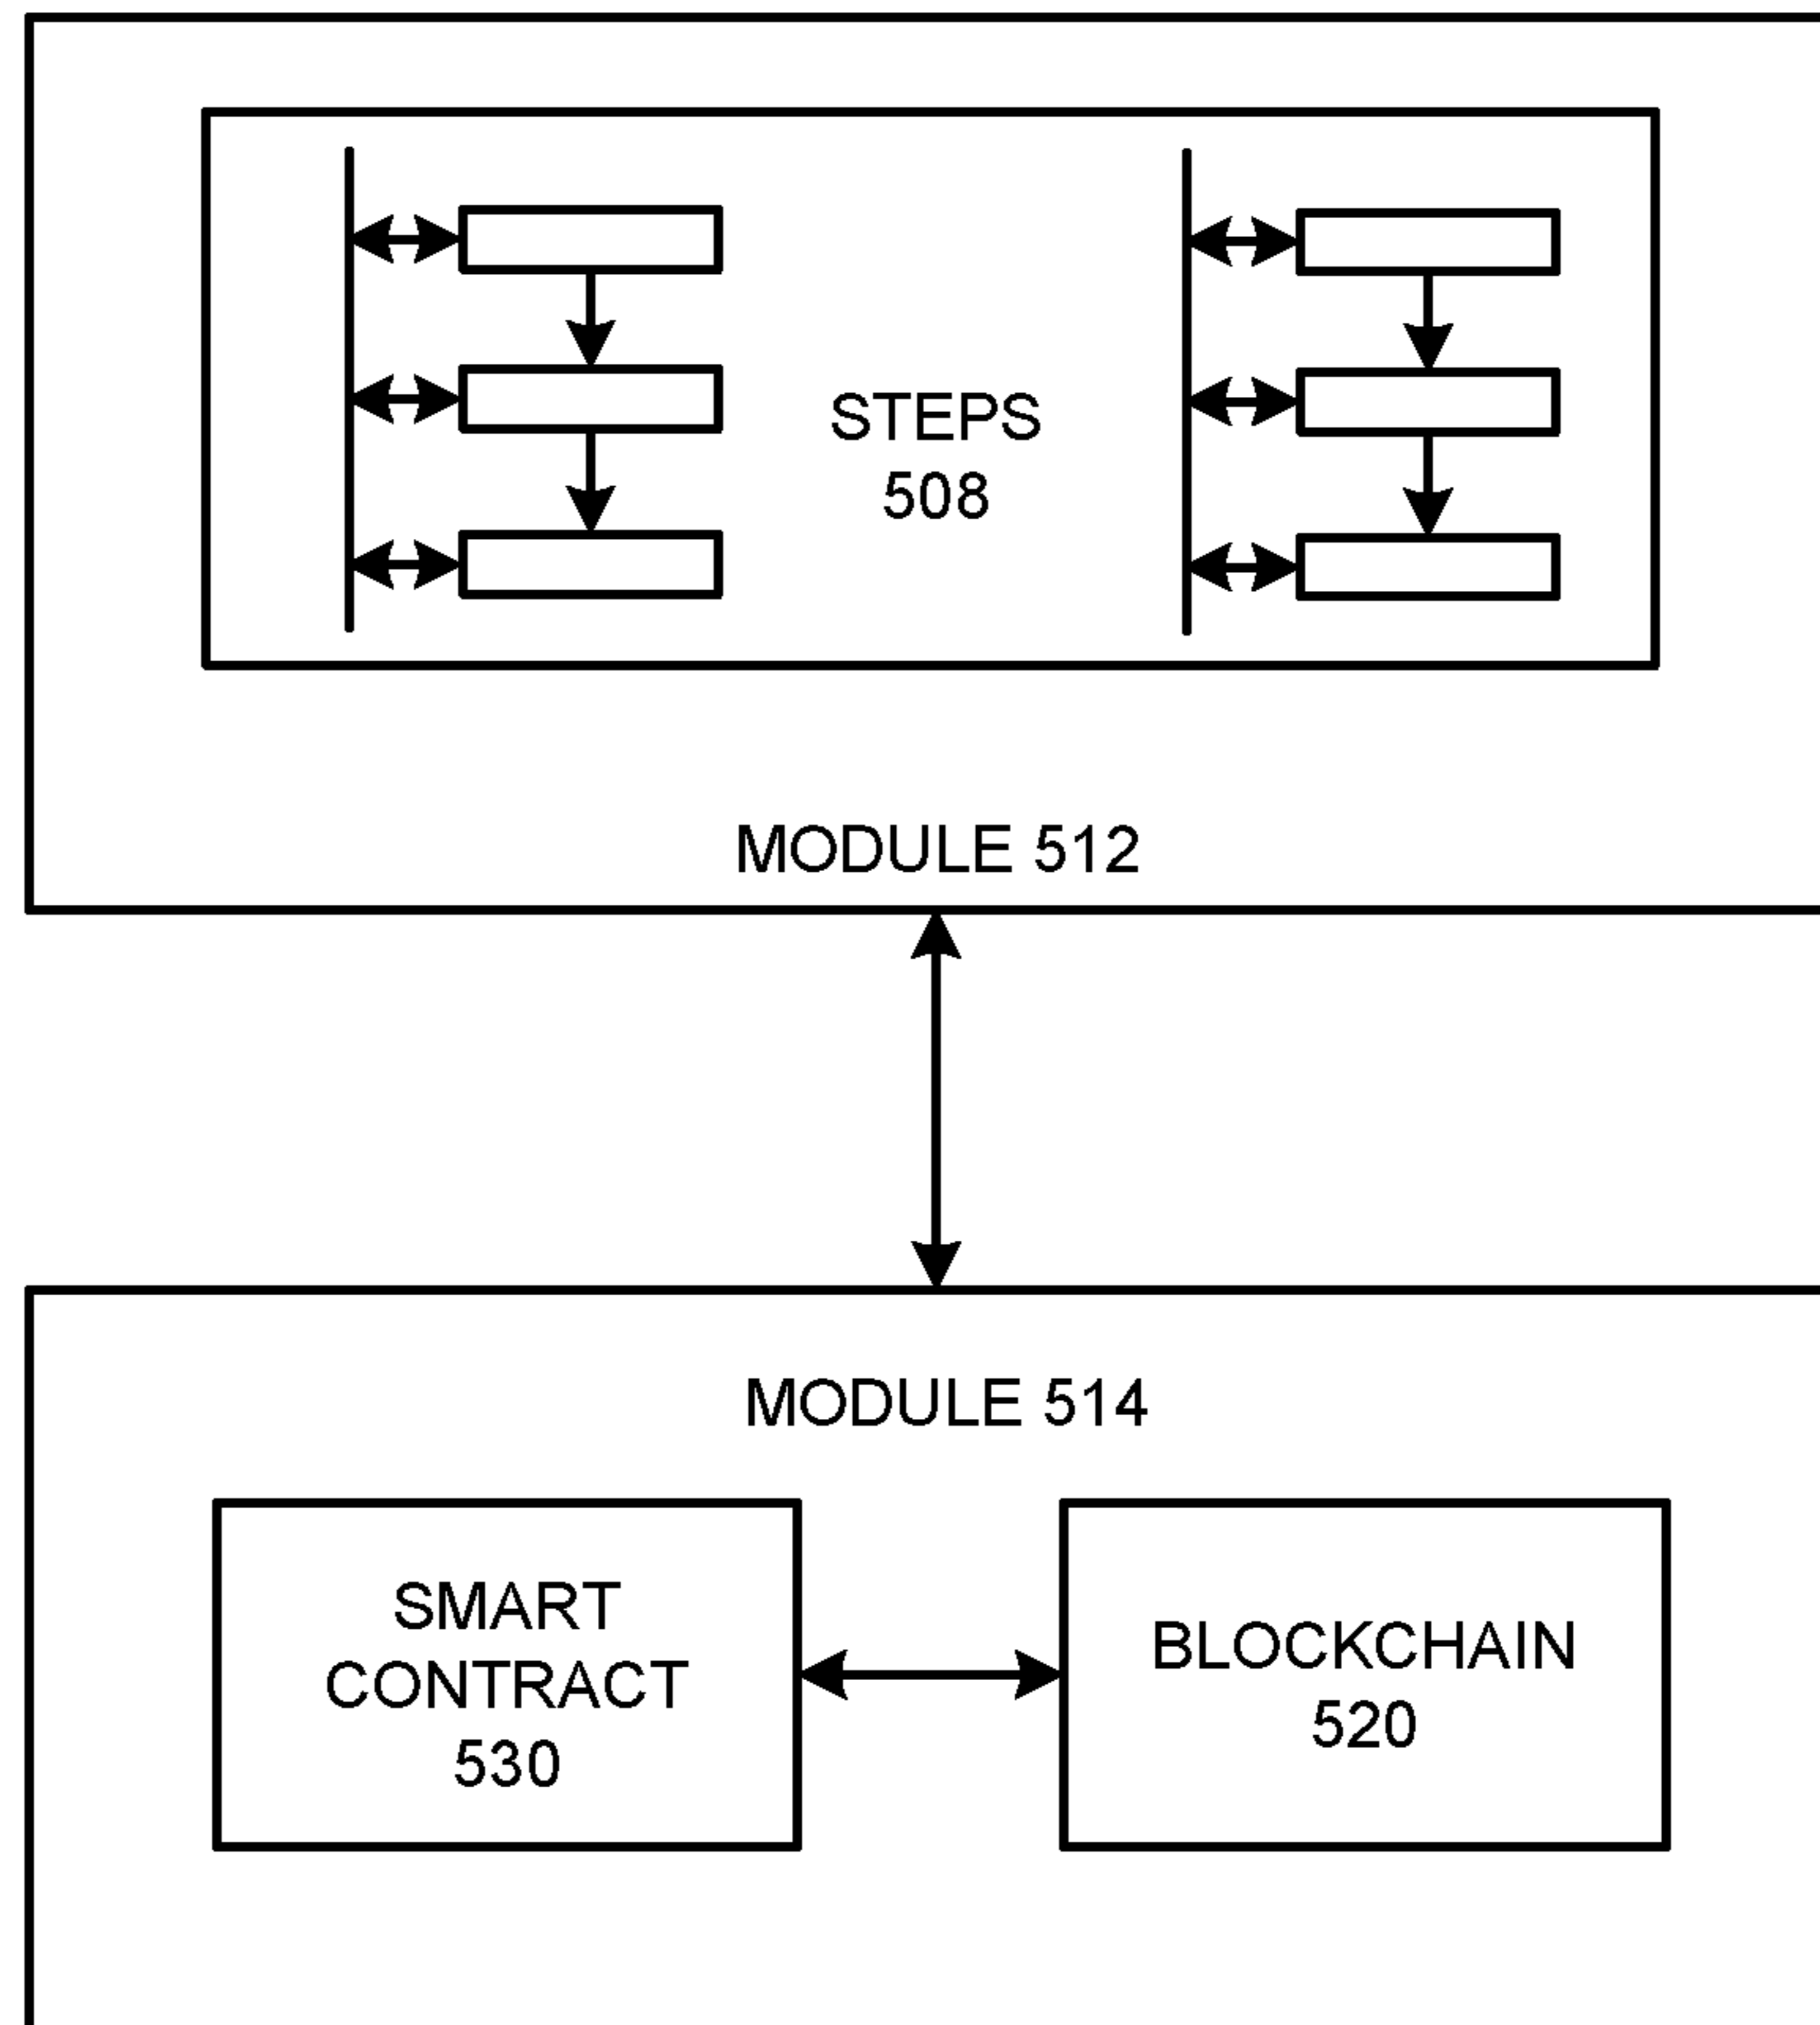 STEPS
508
MODULE 512
MODULE 514
SMART
CONTRACT
530
BLOCKCHAIN
520